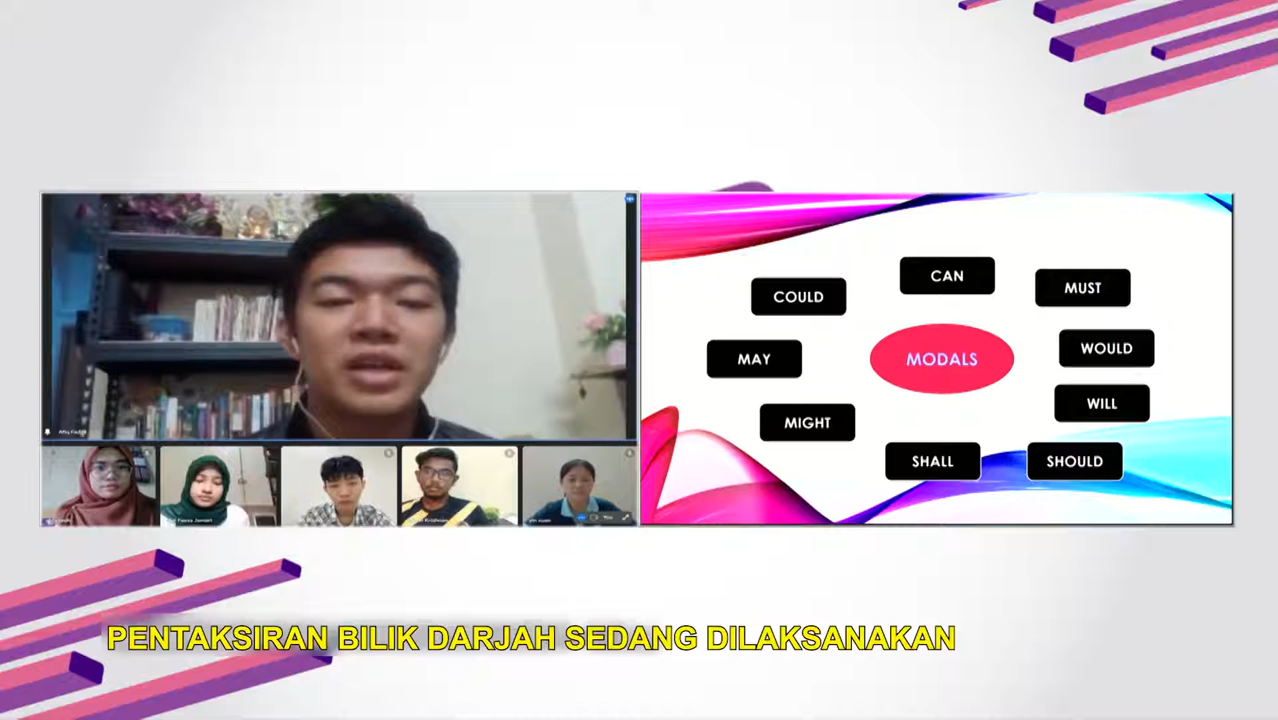 COULD
CAN
MUST
MAY
MODALS
WOULD
WILL
MIGHT
SHALL
SHOULD
PENTAKSIRAN BILIK DARJAH SEDANG DILAKSANAKAN